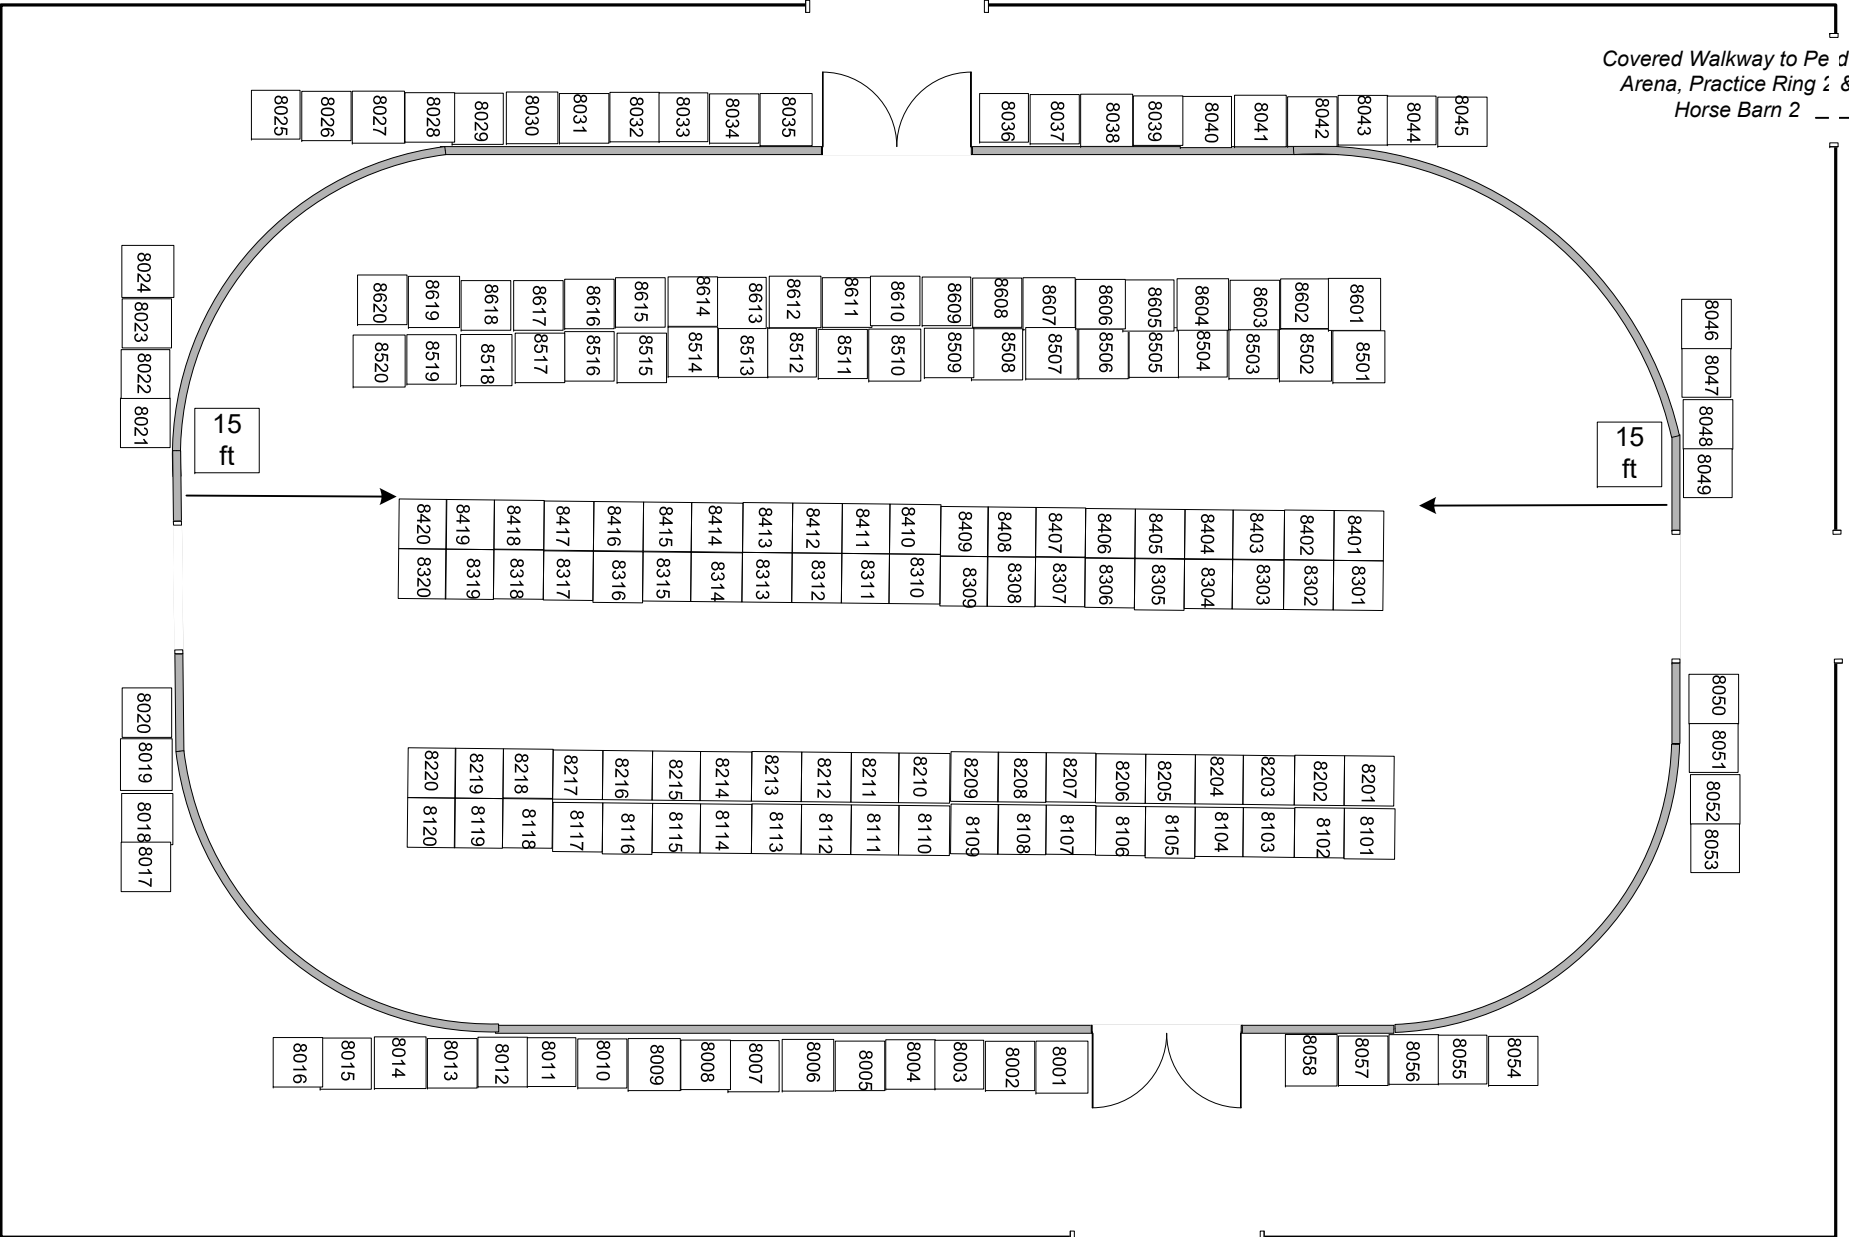 Covered Walkway to Pe d
Arena, Practice Ring 2 &
Horse Barn 2
8025 8026 8027 8028 8029 8030 8031 8032 8033 8034 8035 8036 8037 8038 8039 8040 8041 8042 8043 8044 8045
8024
8023
8022
8021
8620 8619 8618 8617 8616 8615 8614 8613 8612 8611 8610 8609 8608 8607 8606 8605 8604 8603 8602 8601
8520 8519 8518 8517 8516 8515 8514 8513 8512 8511 8510 8509 8508 8507 8506 8505 8504 8503 8502 8501
8046
8047
8048
8049
15
ft
15
ft
8420 8419 8418 8417 8416 8415 8414 8413 8412 8411 8410 8409 8408 8407 8406 8405 8404 8403 8402 8401
8320 8319 8318 8317 8316 8315 8314 8313 8312 8311 8310 8309 8308 8307 8306 8305 8304 8303 8302 8301
8020
8019
8018
8017
8220 8219 8218 8217 8216 8215 8214 8213 8212 8211 8210 8209 8208 8207 8206 8205 8204 8203 8202 8201
8120 8119 8118 8117 8116 8115 8114 8113 8112 8111 8110 8109 8108 8107 8106 8105 8104 8103 8102 8101
8050
8051
8052
8053
8016 8015 8014 8013 8012 8011 8010 8009 8008 8007 8006 8005 8004 8003 8002 8001 8058 8057 8056 8055 8054